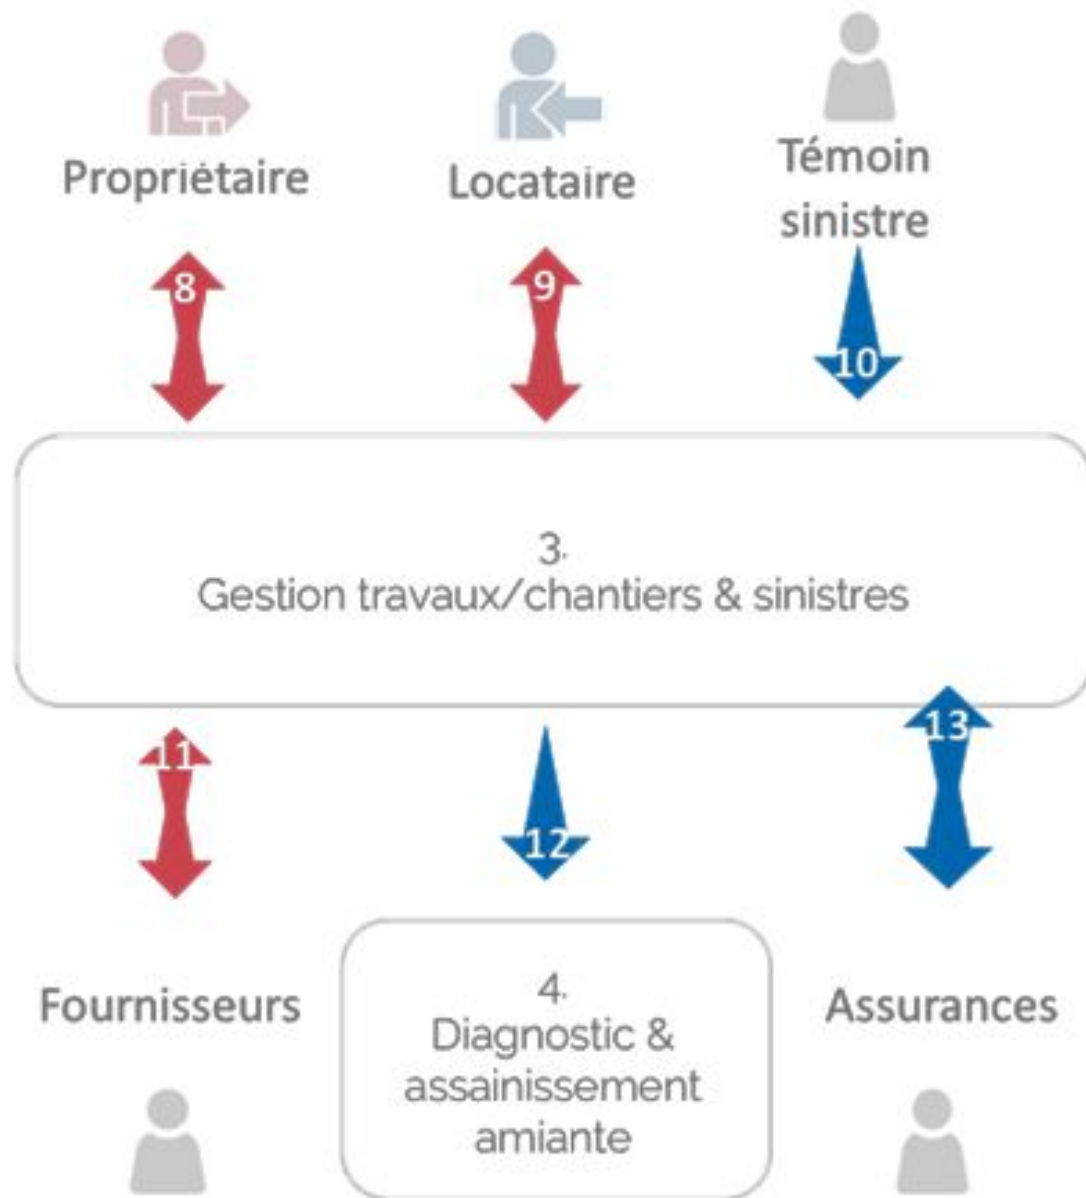 Propriétaire
Locataire
Témoin
sinistre
8
9
10
3.
Gestion travaux/chantiers & sinistres
11
12
13
Fournisseurs
4.
Diagnostic &
assainissement
amiante
Assurances